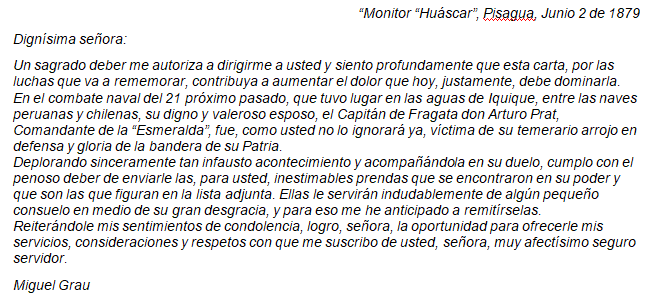 “Monitor “Huáscar”, Pisagua, Junio 2 de 1879
Dignísima señora:
Un sagrado deber me autoriza a dirigirme a usted y siento profundamente que esta carta, por las
luchas que va a rememorar, contribuya a aumentar el dolor que hoy, justamente, debe dominarla.
En el combate naval del 21 próximo pasado, que tuvo lugar en las aguas de Iquique, entre las naves
peruanas y chilenas, su digno y valeroso esposo, el Capitán de Fragata don Arturo Prat,
Comandante de la “Esmeralda”, fue, como usted no lo ignorará ya, víctima de su temerario arrojo en
defensa y gloria de la bandera de su Patria.
Deplorando sinceramente tan infausto acontecimiento y acompañándola en su duelo, cumplo con el
penoso deber de enviarle las, para usted, inestimables prendas que se encontraron en su poder y
que son las que figuran en la lista adjunta. Ellas le servirán indudablemente de algún pequeño
consuelo en medio de su gran desgracia, y para eso me he anticipado a remitírselas.
Reiterándole mis sentimientos de condolencia, logro, señora, la oportunidad para ofrecerle mis
servicios, consideraciones y respetos con que me suscribo de usted, señora, muy afectísimo seguro
servidor.
Miguel Grau